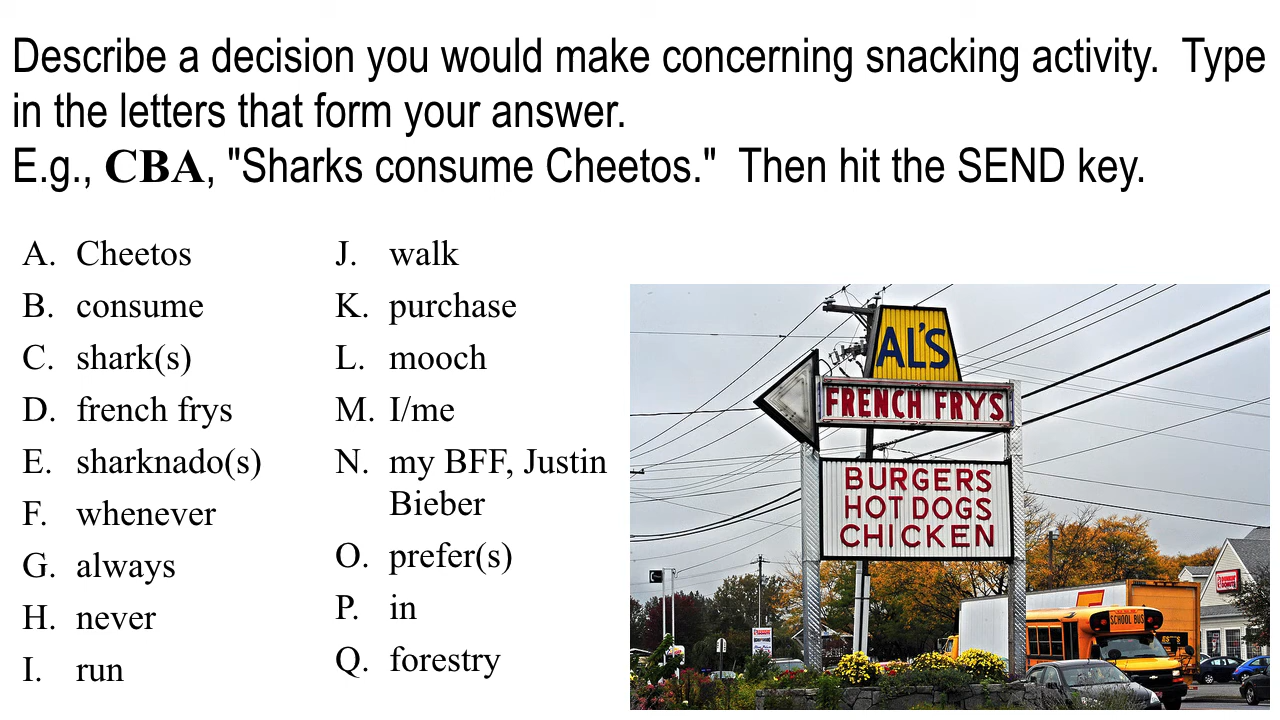 Describe a decision you would make concerning snacking activity.  Type
in the letters that form your answer.
E.g., CBA, "Sharks consume Cheetos."  Then hit the SEND key.
A. Cheetos
B. consume
C. shark(s)
D. french frys
E. sharknado(s)
F. whenever
G. always
H. never
I. run
J. walk
K. purchase
L. mooch
M. I/me
N. my BFF, Justin
Bieber
O. prefer(s)
P. in
Q. forestry
AL'S
FRENCH FRYS
BURGERS
HOT DOGS
CHICKEN
SCHOOL BUS